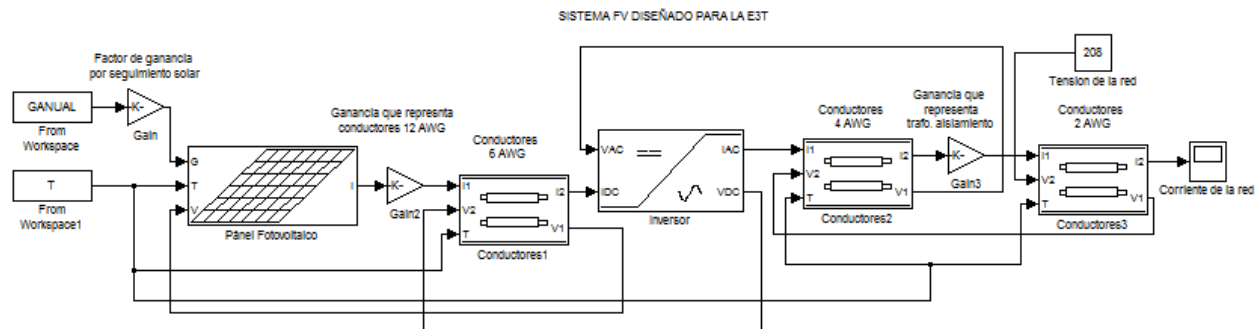 SISTEMA FV DISEÑADO PARA LA E3T
Factor de ganancia
por seguimiento solar
GANUAL
From
Workspace
K-
Gain
T
From
Workspace1
G
T
V
I
Pánel Fotovoltaico
Ganancia que represnta
conductores 12 AWG
K-
Gain2
Conductores
6 AWG
I1
V2
T
I2
V1
Conductores1
VAC
IDC
IAC
VDC
Inversor
Conductores
4 AWG
I1
V2
T
I2
V1
Conductores2
Ganancia que
representa
trafo. aislamiento
K-
Gain3
208
Tension de la red
Conductores
2 AWG
I1
V2
T
I2
V1
Conductores3
Corriente de la red